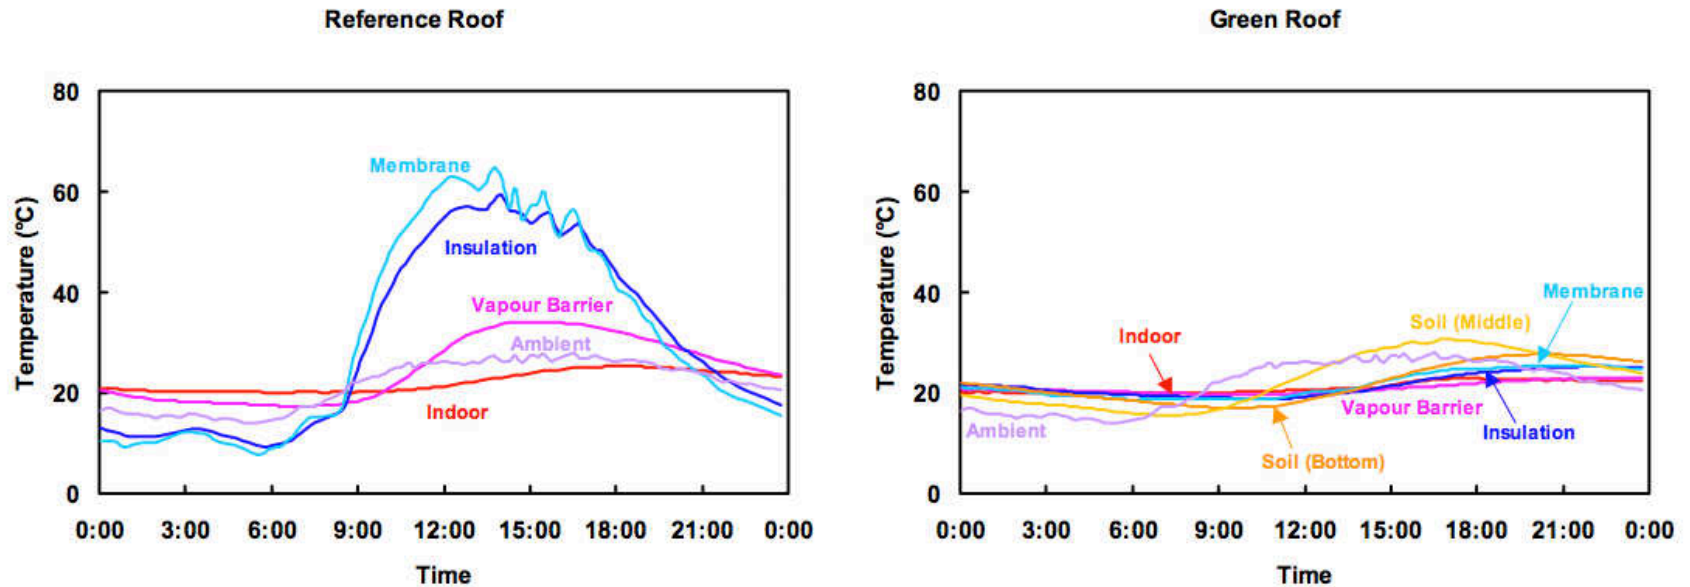 Reference Roof
80
60
40
20
0
Temperature (ºC)
Membrane
Insulation
Vapour Barrier
Ambient
Indoor
0:00 3:00 6:00 9:00 12:00 15:00 18:00 21:00 0:00
Time
Green Roof
80
60
40
20
0
Temperature (ºC)
Membrane
Soil (Middle)
Indoor
Vapour Barrier
Ambient
Insulation
Soil (Bottom)
0:00 3:00 6:00 9:00 12:00 15:00 18:00 21:00 0:00
Time